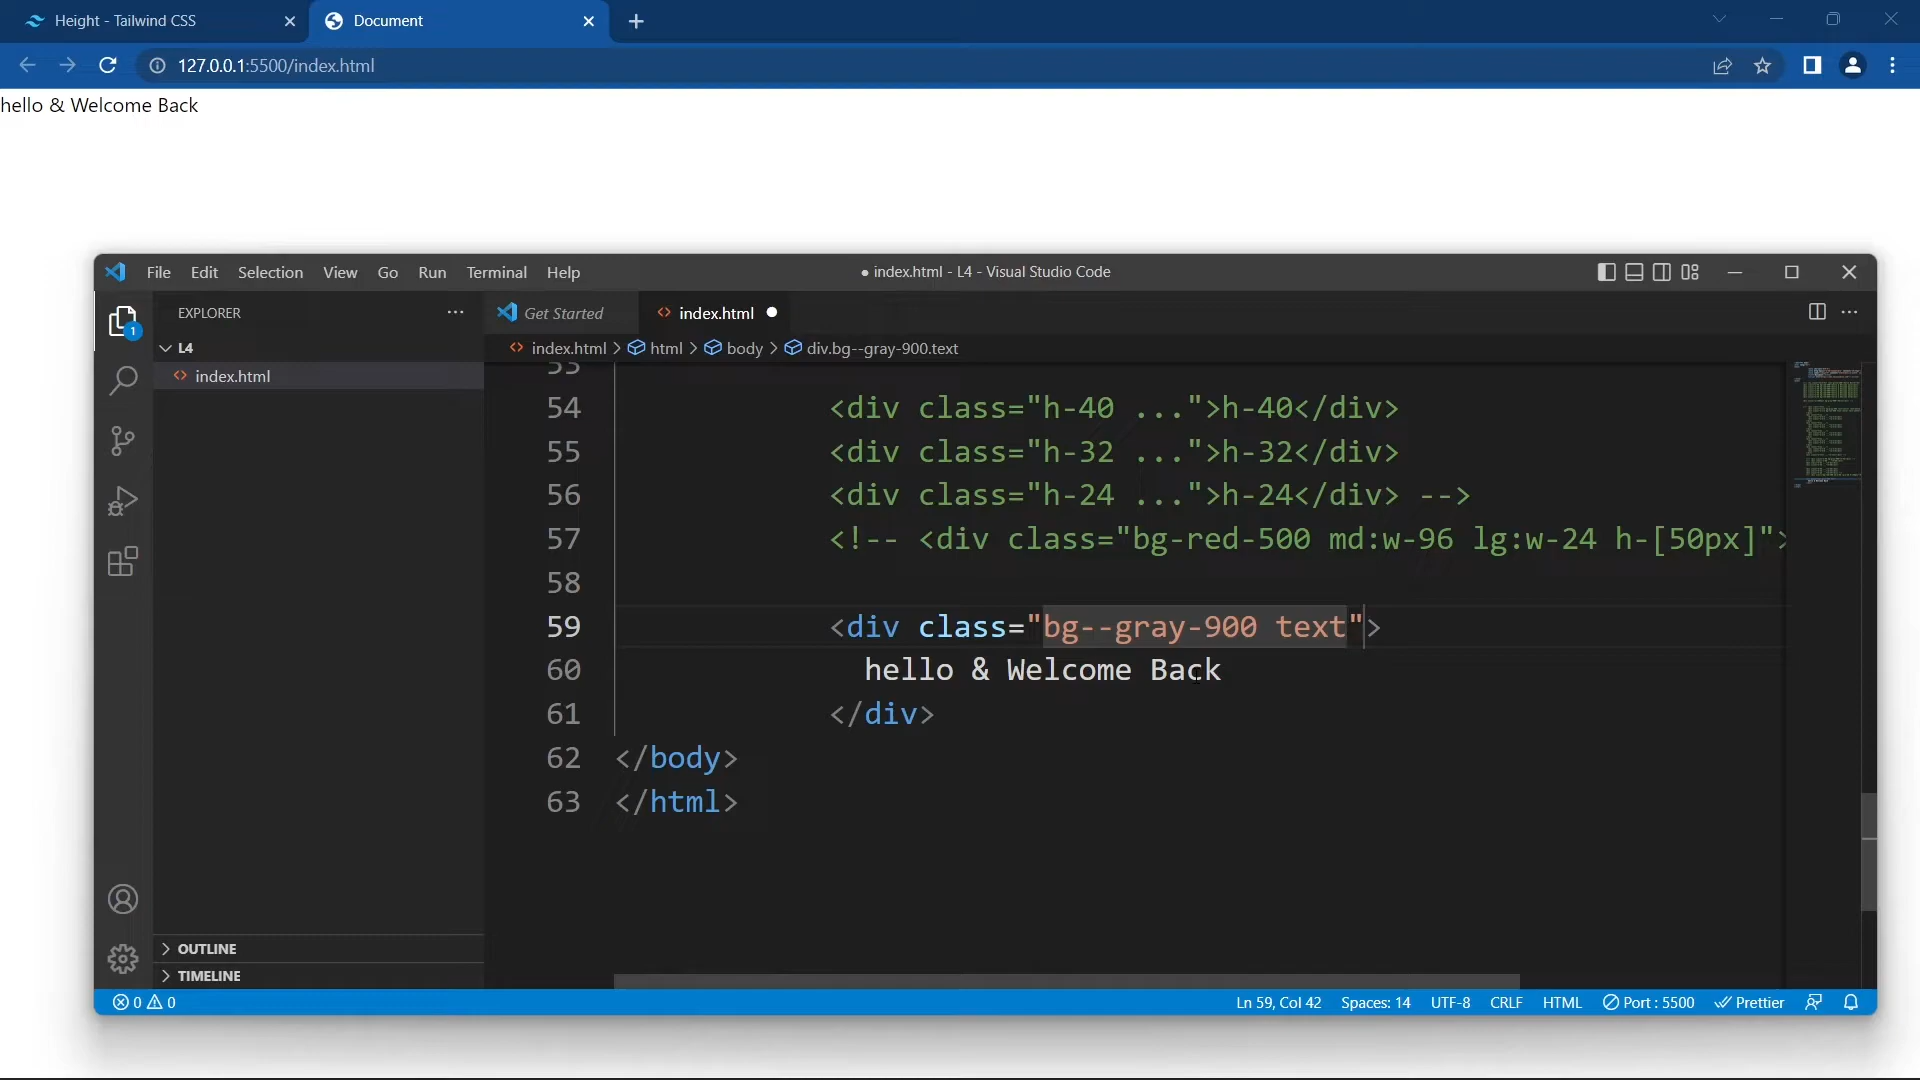 Height - Tailwind CSS
Document
127.0.0.1:5500/index.html
hello & Welcome Back
File Edit Selection View Go Run Terminal Help
● index.html - L4 - Visual Studio Code
EXPLORER
L4
index.html
1
Get Started
index.html
index.html > html > body > div.bg--gray-900.text
53
54 <div class="h-40 ...">h-40</div>
55 <div class="h-32 ...">h-32</div>
56 <div class="h-24 ...">h-24</div> -->
57 <!-- <div class="bg-red-500 md:w-96 lg:w-24 h-[50px]">
58
59 <div class="bg--gray-900 text">
60 hello & Welcome Back
61 </div>
62 </body>
63 </html>
OUTLINE
TIMELINE
0 0
Ln 59, Col 42 Spaces: 14 UTF-8 CRLF HTML Port : 5500 Prettier